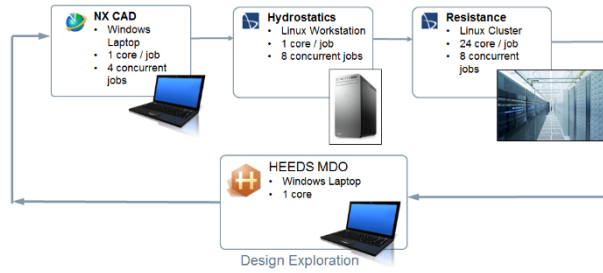 NX CAD
• Windows
Laptop
• 1 core / job
• 4 concurrent
jobs
Hydrostatics
• Linux Workstation
• 1 core / job
• 8 concurrent jobs
Resistance
• Linux Cluster
• 24 core / job
• 8 concurrent
jobs
HEEDS MDO
• Windows Laptop
• 1 core
Design Exploration